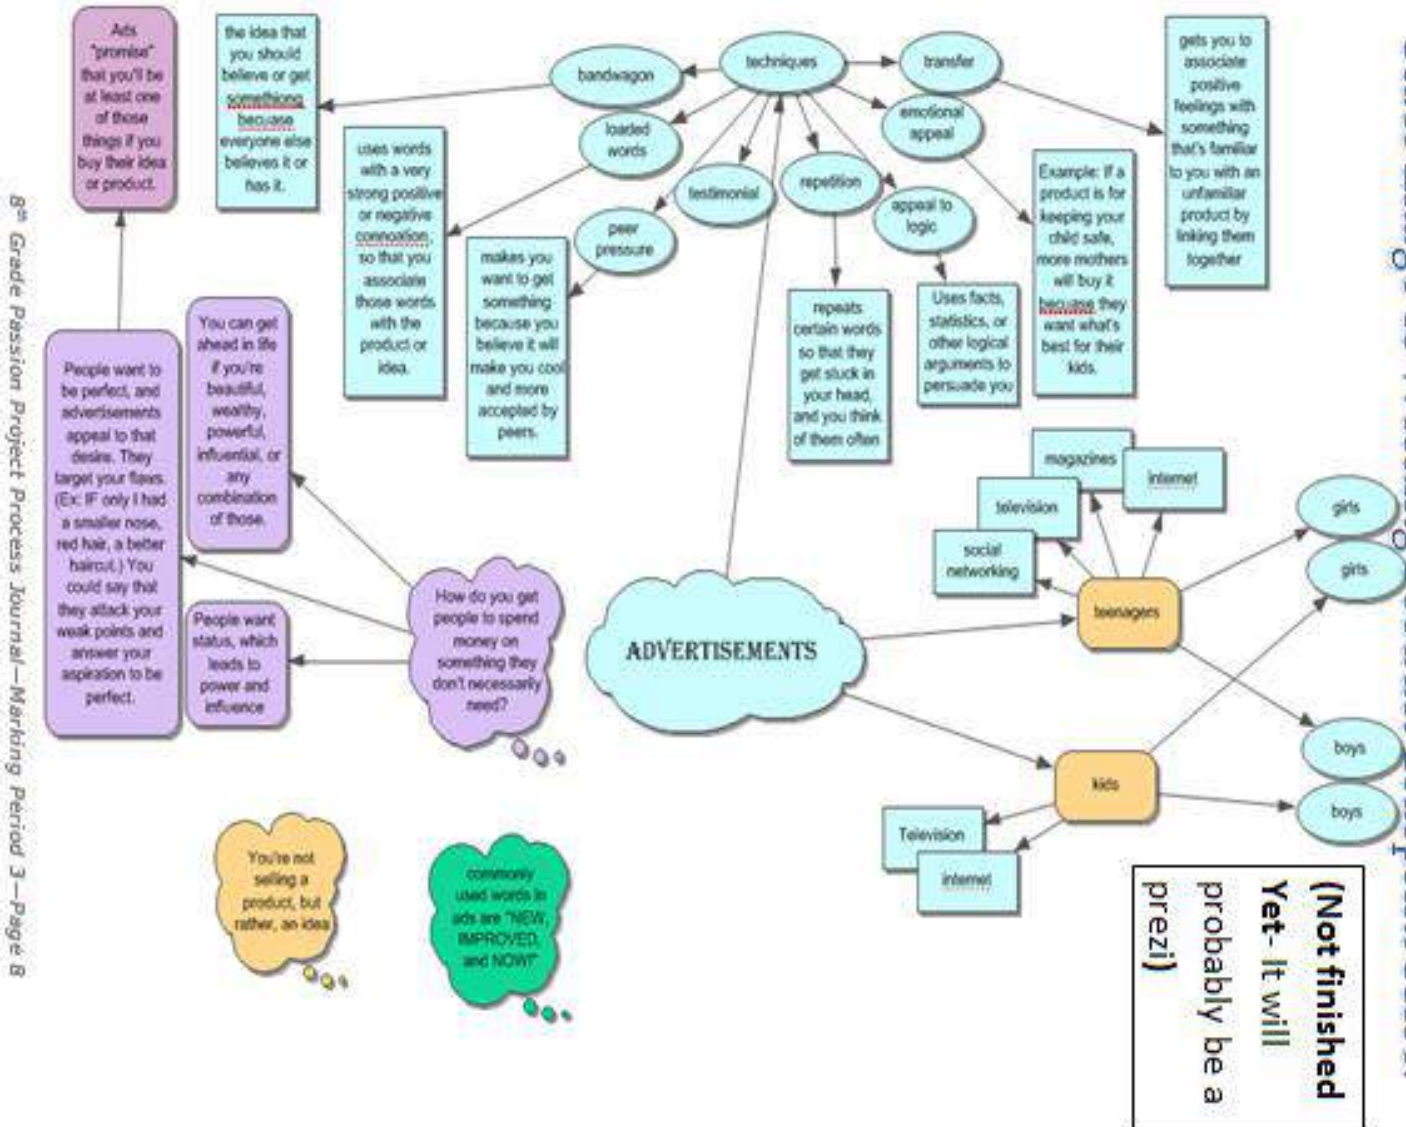 Ads
"promise"
that you'll be
at least one
of those
things if you
buy their idea
or product.
the idea that
you should
believe or get
somethiong
becuase
everyone else
believes it or
has it.
bandwagon
techniques
transfer
gets you to
associate
positive
feelings with
something
that's familiar
to you with an
unfamiliar
product by
linking them
together
loaded
words
emotional
appeal
uses words
with a very
strong positive
or negative
connoation,
so that you
associate
those words
with the
product or
idea.
testimonial
repetition
appeal to
logic
peer
pressure
Example: If a
product is for
keeping your
child safe,
more mothers
will buy it
becuase they
want what's
best for their
kids.
makes you
want to get
something
because you
believe it will
make you cool
and more
accepted by
peers.
repeats
certain words
so that they
get stuck in
your head,
and you think
of them often
Uses facts,
statistics, or
other logical
arguments to
persuade you
People want to
be perfect, and
advertisements
appeal to that
desire. They
target your flaws.
(Ex: IF only I had
a smaller nose,
red hair, a better
haircut.) You
could say that
they attack your
weak points and
answer your
aspiration to be
perfect.
You can get
ahead in life
if you're
beautiful,
wealthy,
powerful,
influential, or
any
combination
of those.
People want
status, which
leads to
power and
influence
How do you get
people to spend
money on
something they
don't necessarily
need?
ADVERTISEMENTS
magazines
internet
television
social
networking
teenagers
girls
girls
boys
boys
kids
Television
internet
You're not
selling a
product, but
rather, an idea
commonly
used words in
ads are "NEW,
IMPROVED,
and NOW!"
(Not finished
Yet- It will
probably be a
prezi)
8th Grade Passion Project Process Journal—Marking Period 3—Page 8